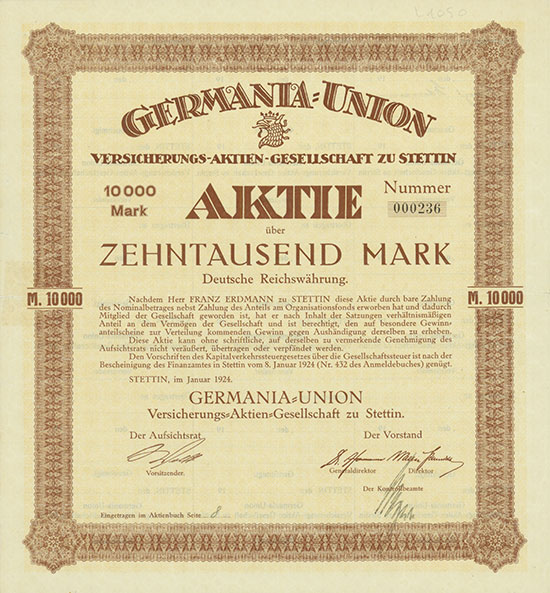 L1050
GERMANIA=UNION
VERSICHERUNGS-AKTIEN-GESELLSCHAFT ZU STETTIN
10 000 Mark
AKTIE
Nummer
000236
über
ZEHNTAUSEND MARK
Deutsche Reichswährung.
M. 10 000
M. 10 000
Nachdem Herr FRANZ ERDMANN zu STETTIN diese Aktie durch bare Zahlung
des Nominalbetrages nebst Zahlung des Anteils am Organisationsfonds erworben hat und dadurch
Mitglied der Gesellschaft geworden ist, hat er nach Inhalt der Satzungen verhältnismäßigen
Anteil an dem Vermögen der Gesellschaft und ist berechtigt, den auf besondere Gewinn=
anteilscheine zur Verteilung kommenden Gewinn gegen Aushändigung derselben zu erheben.
Diese Aktie kann ohne schriftliche, auf derselben zu vermerkende Genehmigung des
Aufsichtsrats nicht veräußert, übertragen oder verpfändet werden.
Den Vorschriften des Kapitalverkehrssteuergesetzes über die Gesellschaftssteuer ist nach der
Bescheinigung des Finanzamtes in Stettin vom 8. Januar 1924 (Nr. 432 des Anmeldebuches) genügt.
STETTIN, im Januar 1924.
GERMANIA=UNION
Versicherungs=Aktien=Gesellschaft zu Stettin.
Der Aufsichtsrat
Der Vorstand
Vorsitzender.
Generaldirektor
Direktor
Der Kontrollbeamte
Eingetragen im Aktienbuch Seite 8